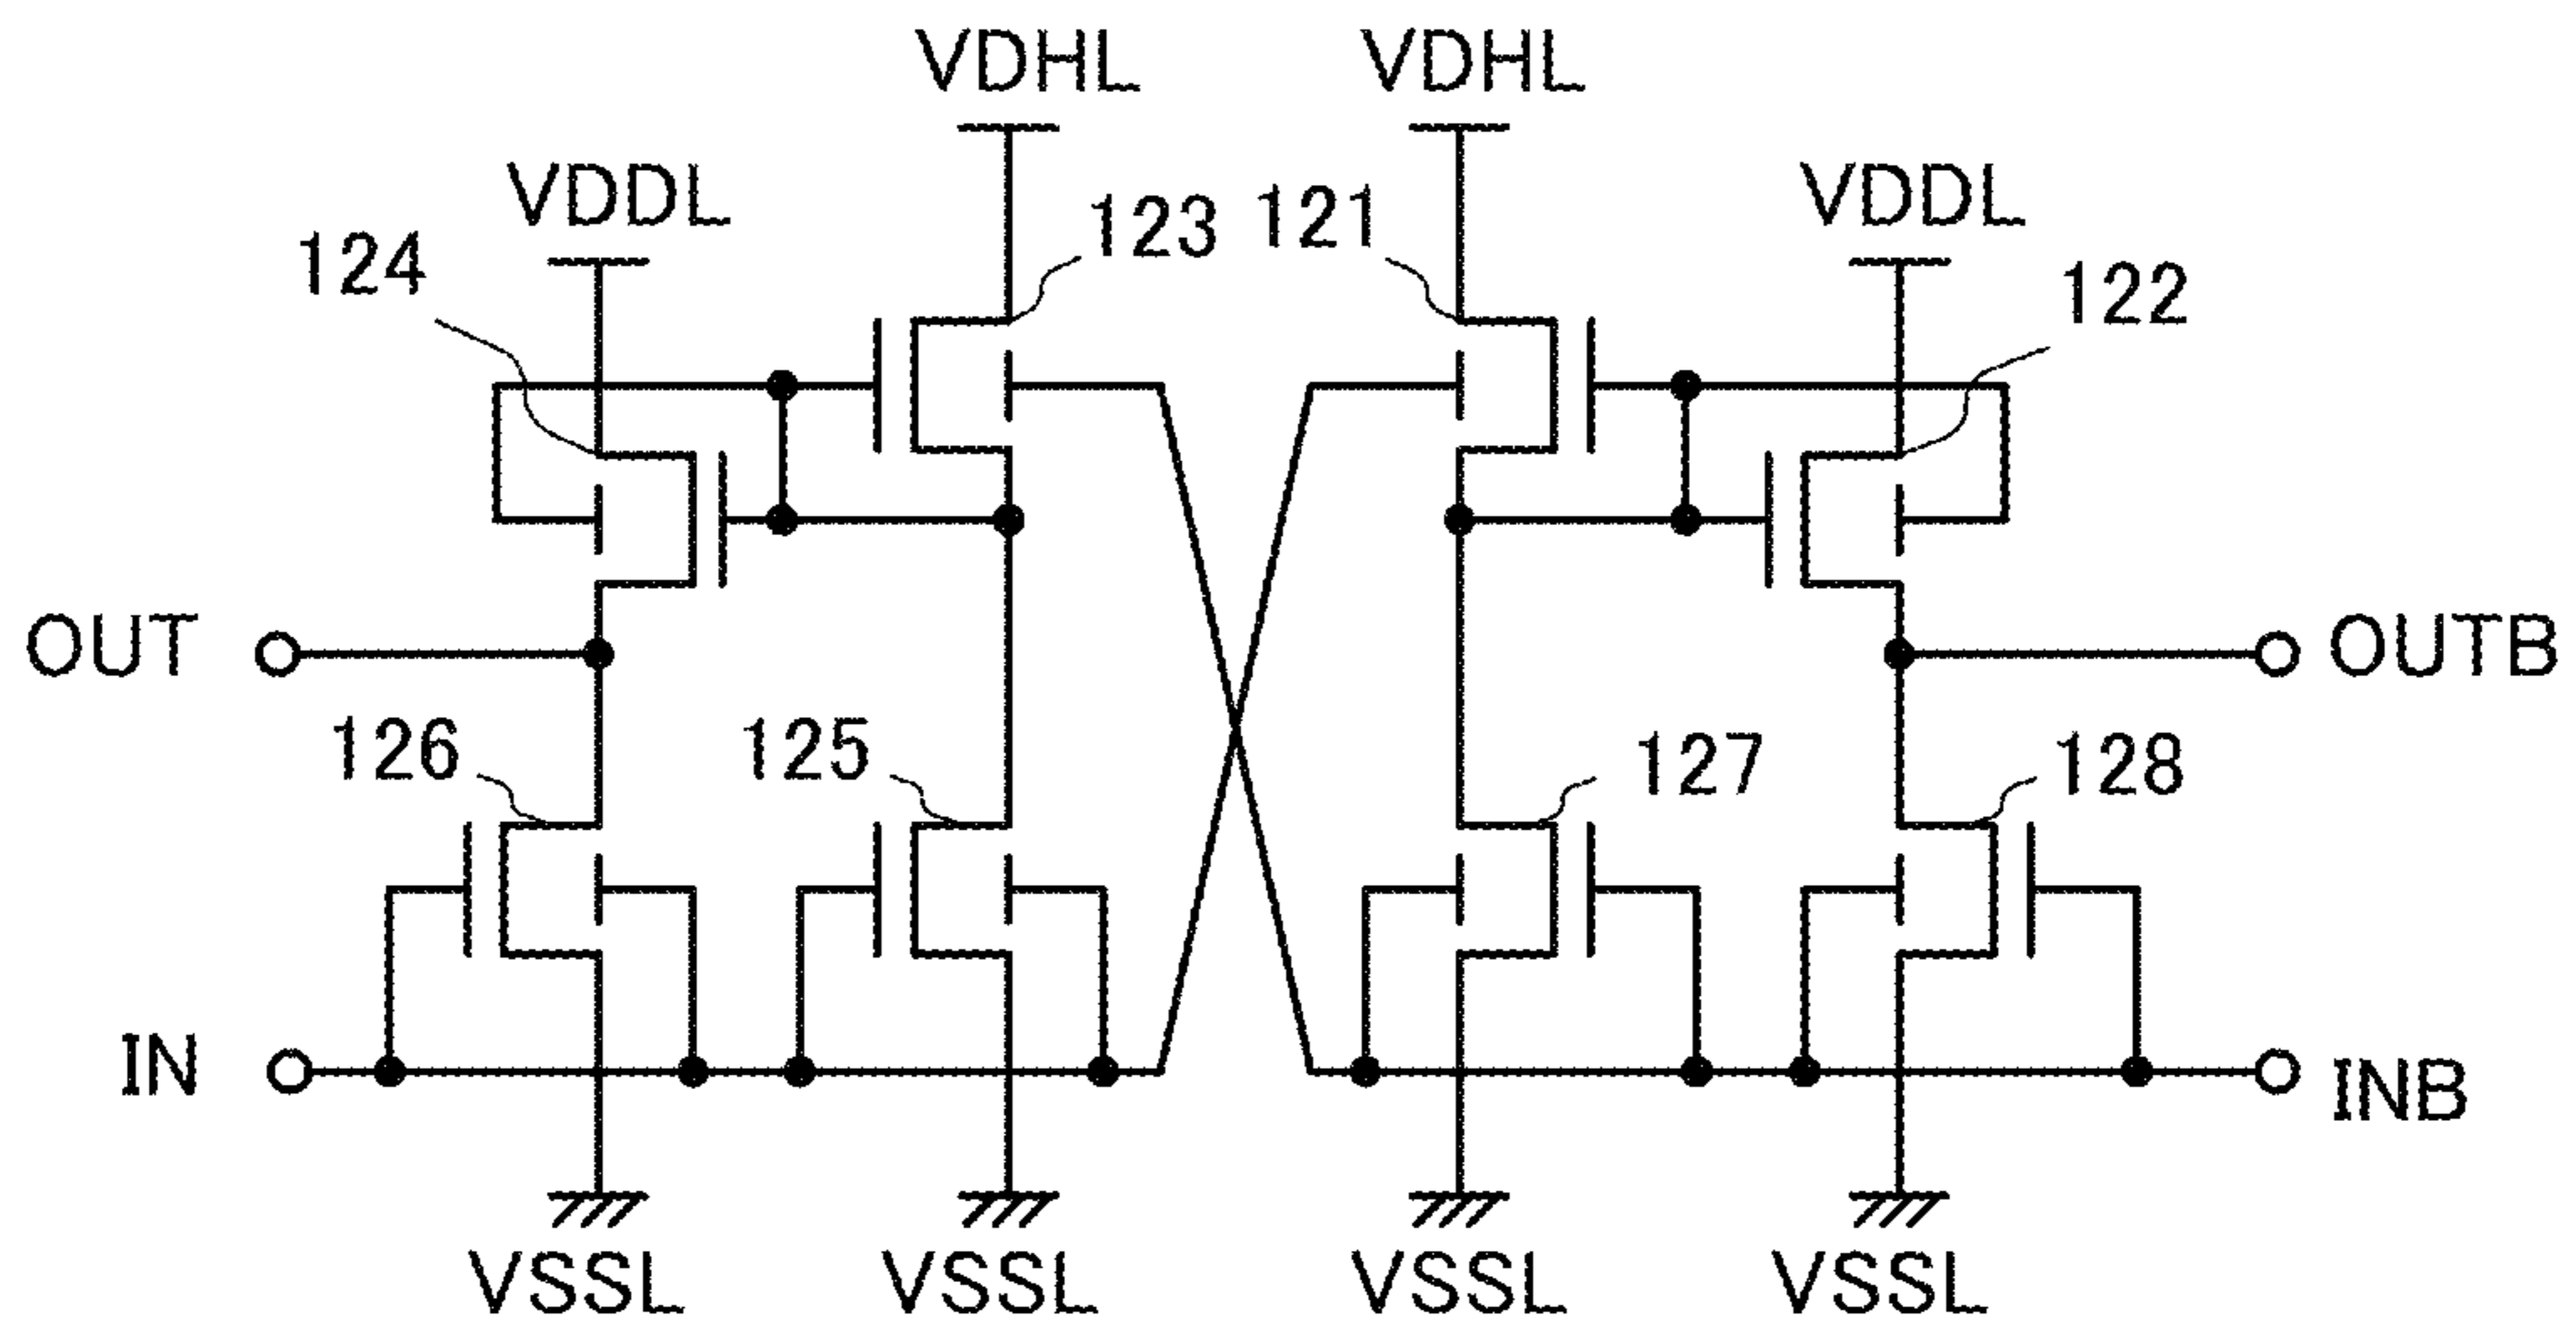 VDHL VDHL
VDDL 123 121 VDDL
124 122
OUT OUTB
126 125 127 128
IN INB
VSSL VSSL VSSL VSSL